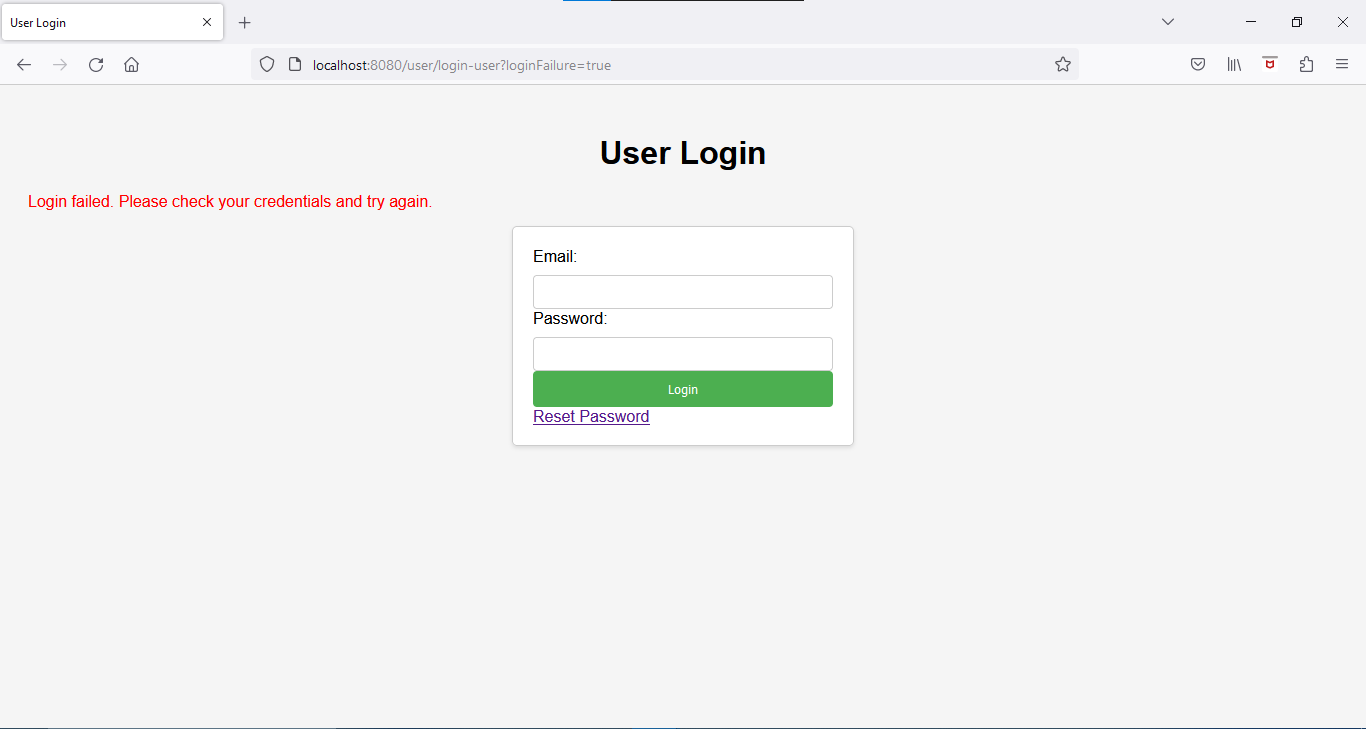 User Login
localhost:8080/user/login-user?loginFailure=true
User Login
Login failed. Please check your credentials and try again.
Email:
Password:
Login
Reset Password